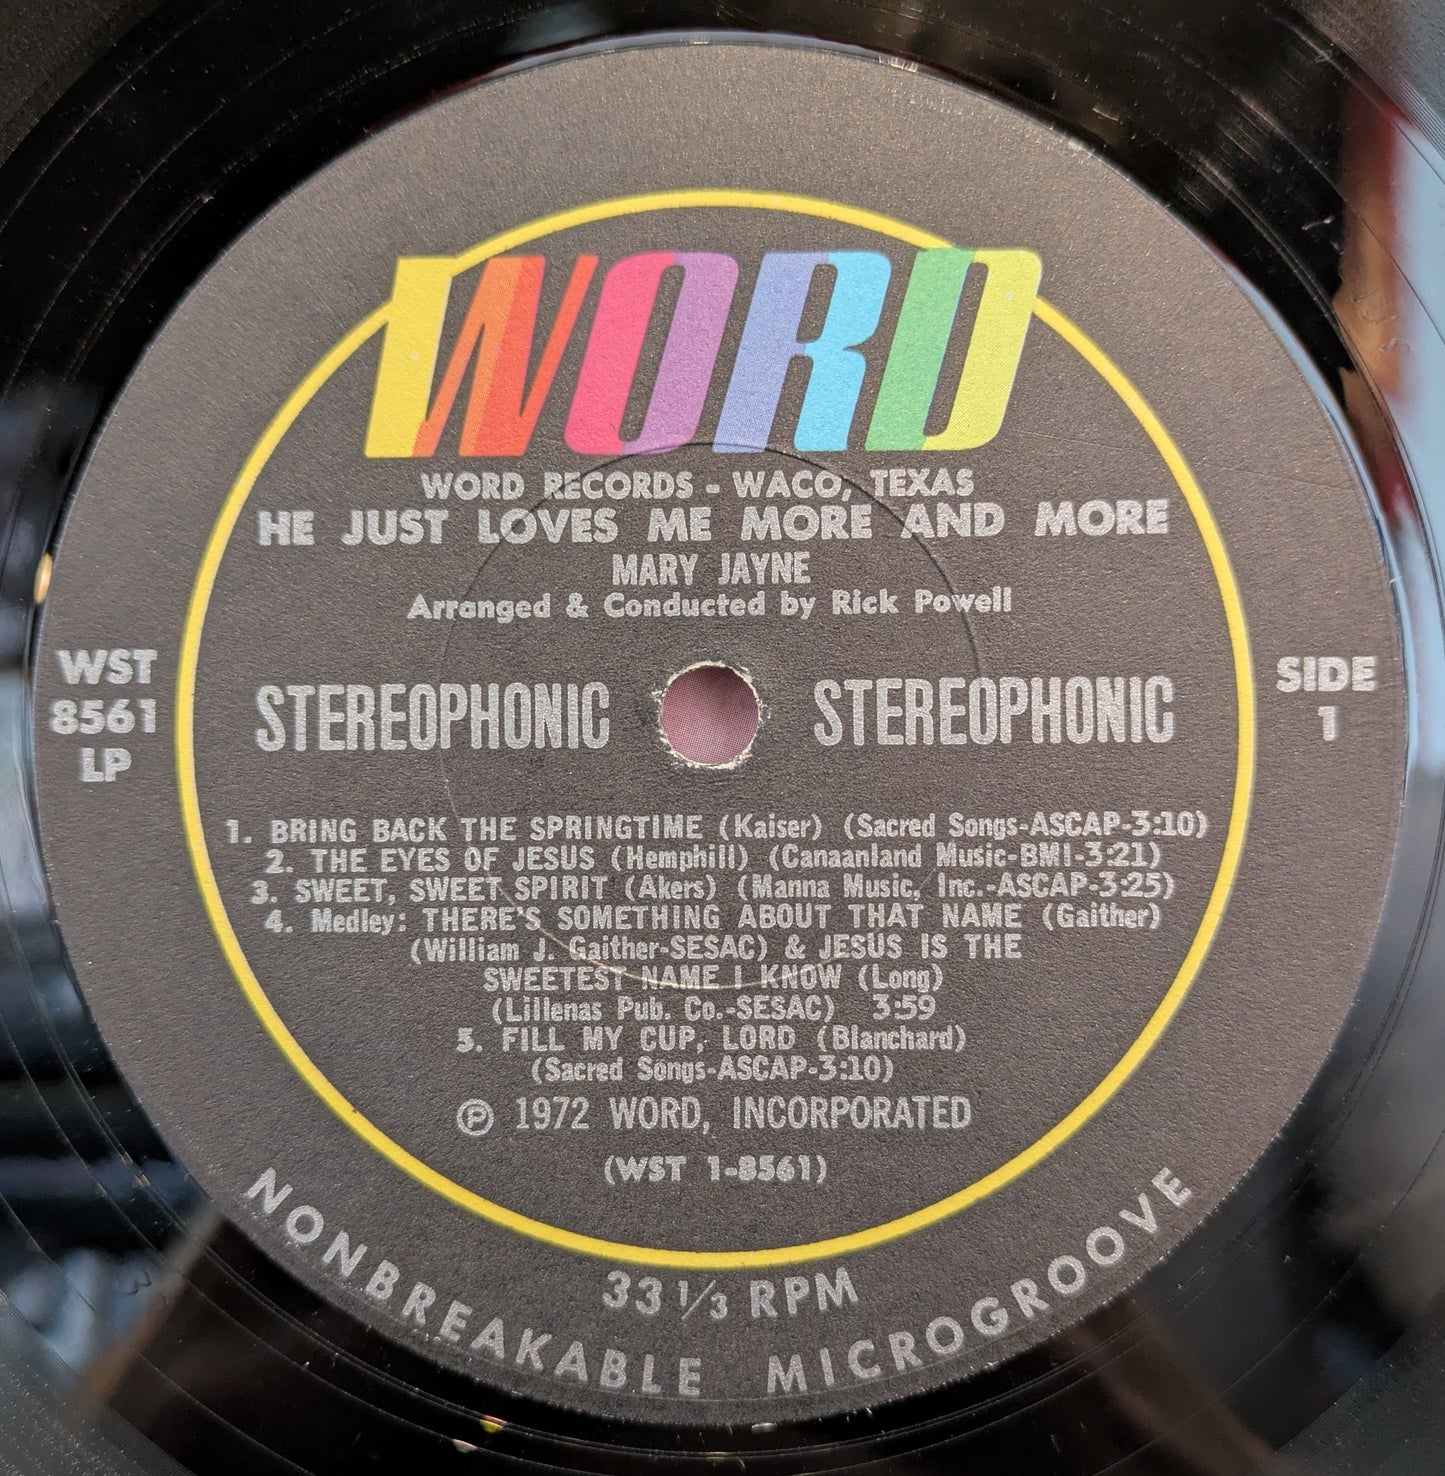 WORD
WORD RECORDS - WACO, TEXAS
HE JUST LOVES ME MORE AND MORE
MARY JAYNE
Arranged & Conducted by Rick Powell
WST
8561
LP
STEREOPHONIC STEREOPHONIC
SIDE
1
1. BRING BACK THE SPRINGTIME (Kaiser) (Sacred Songs-ASCAP-3:10)
2. THE EYES OF JESUS (Hemphill) (Canaanland Music-BMI-3:21)
3. SWEET, SWEET SPIRIT (Akers) (Manna Music, Inc.-ASCAP-3:25)
4. Medley: THERE'S SOMETHING ABOUT THAT NAME (Gaither)
(William J. Gaither-SESAC) & JESUS IS THE
SWEETEST NAME I KNOW (Long)
(Lillenas Pub. Co.-SESAC) 3:59
5. FILL MY CUP, LORD (Blanchard)
(Sacred Songs-ASCAP-3:10)
℗ 1972 WORD, INCORPORATED
(WST 1-8561)
33 1/3 RPM
NONBREAKABLE MICROGROOVE